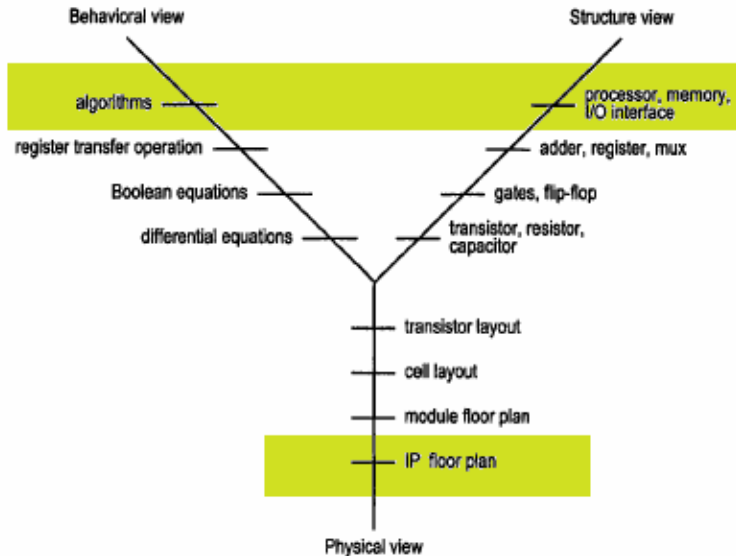 Behavioral view
Structure view
algorithms
processor, memory,
I/O interface
register transfer operation
adder, register, mux
Boolean equations
gates, flip-flop
differential equations
transistor, resistor,
capacitor
transistor layout
cell layout
module floor plan
IP floor plan
Physical view